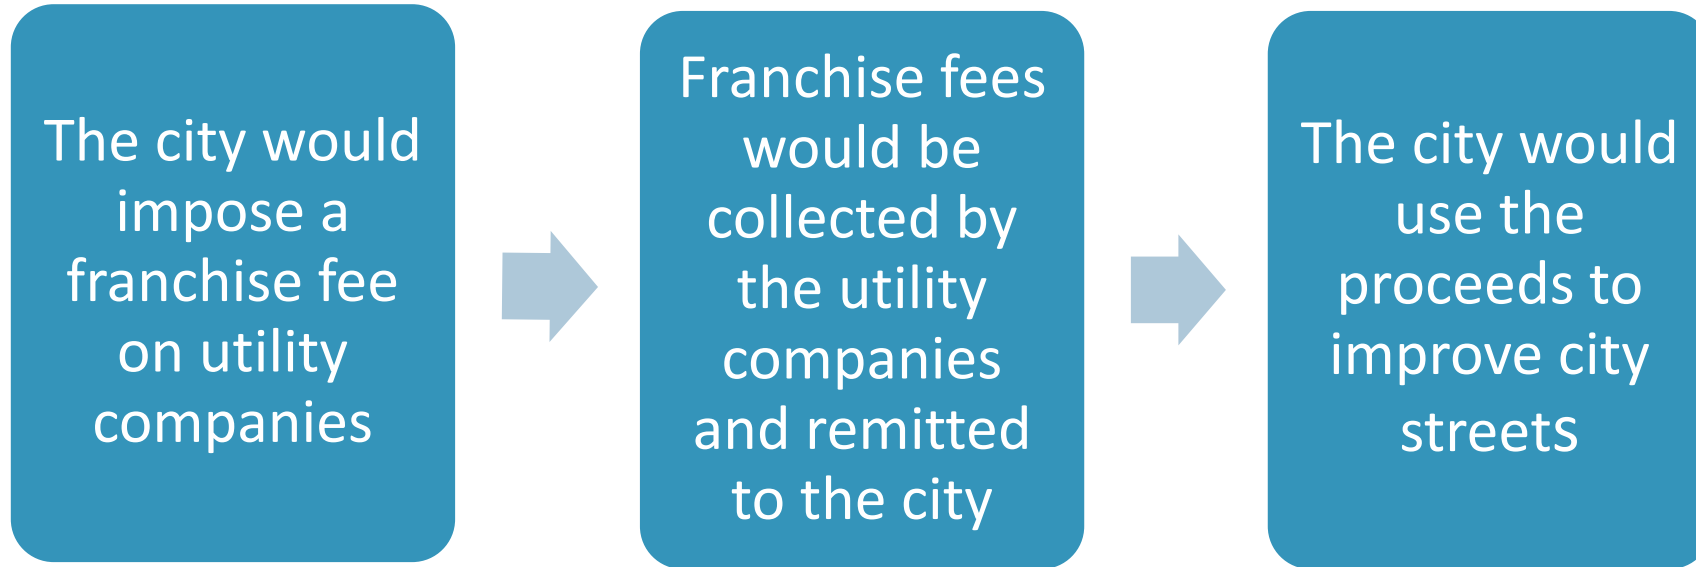 The city would
impose a
franchise fee
on utility
companies
Franchise fees
would be
collected by
the utility
companies
and remitted
to the city
The city would
use the
proceeds to
improve city
streets